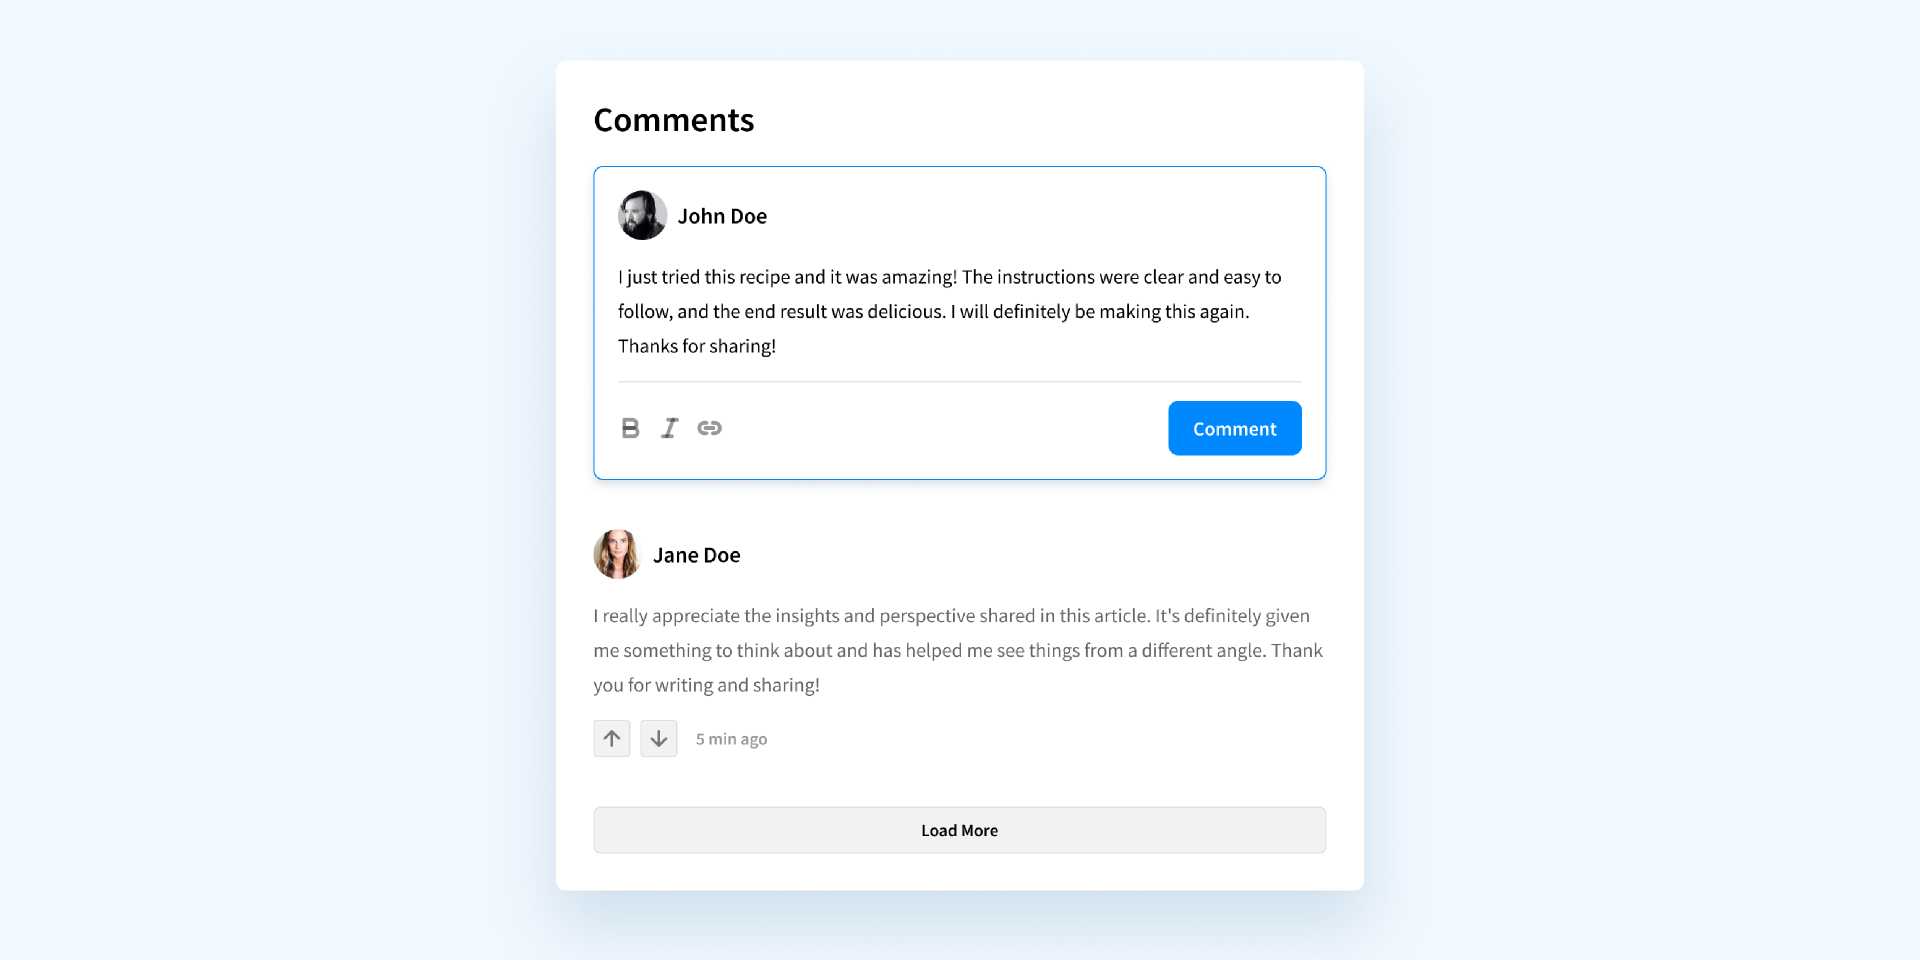 Comments
John Doe
I just tried this recipe and it was amazing! The instructions were clear and easy to
follow, and the end result was delicious. I will definitely be making this again.
Thanks for sharing!
B I
Comment
Jane Doe
I really appreciate the insights and perspective shared in this article. It's definitely given
me something to think about and has helped me see things from a different angle. Thank
you for writing and sharing!
5 min ago
Load More